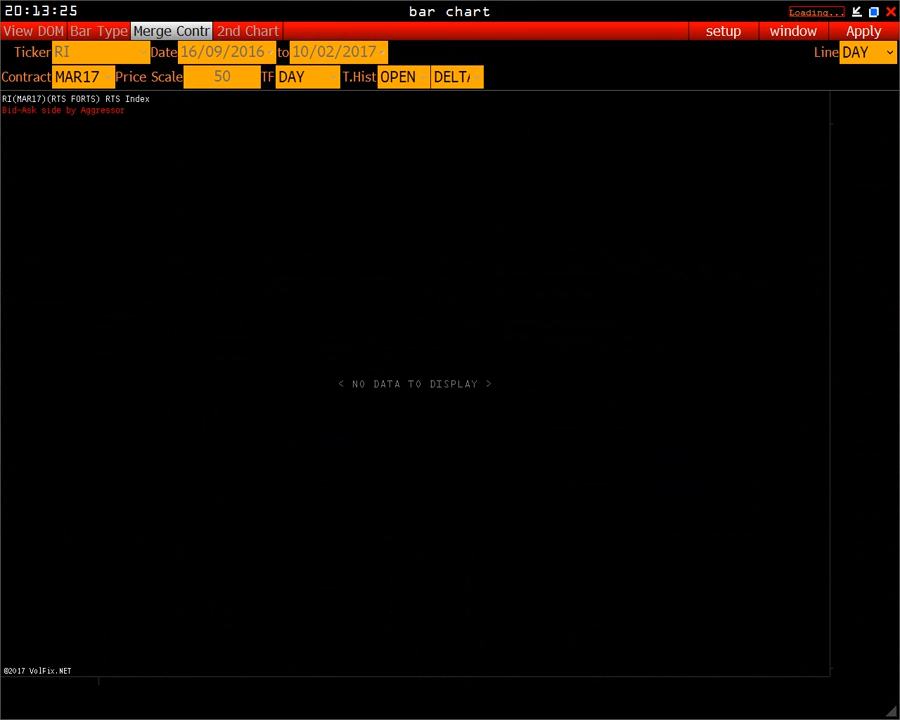 20:13:25 bar chart Loading...
View DOM Bar Type Merge Contr 2nd Chart setup window Apply
Ticker RI Date 16/09/2016 to 10/02/2017 Line DAY
Contract MAR17 Price Scale 50 TF DAY T.Hist OPEN DELT
RI(MAR17)(RTS FORTS) RTS Index
Bid-Ask side by Aggressor
< NO DATA TO DISPLAY >
©2017 VolFix.NET